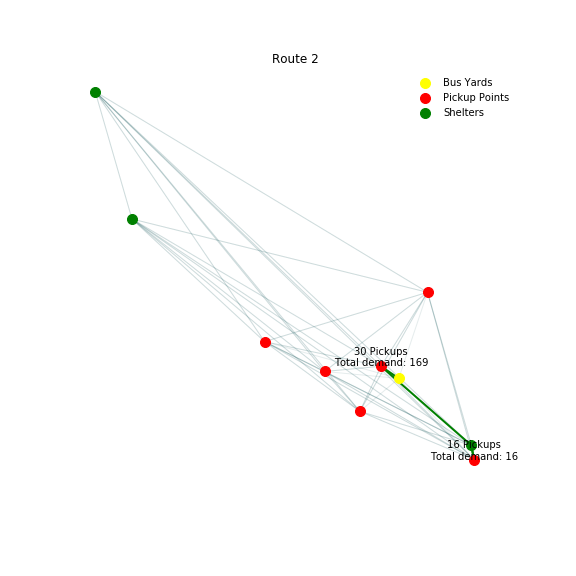 Route 2
Bus Yards
Pickup Points
Shelters
30 Pickups
Total demand: 169
16 Pickups
Total demand: 16